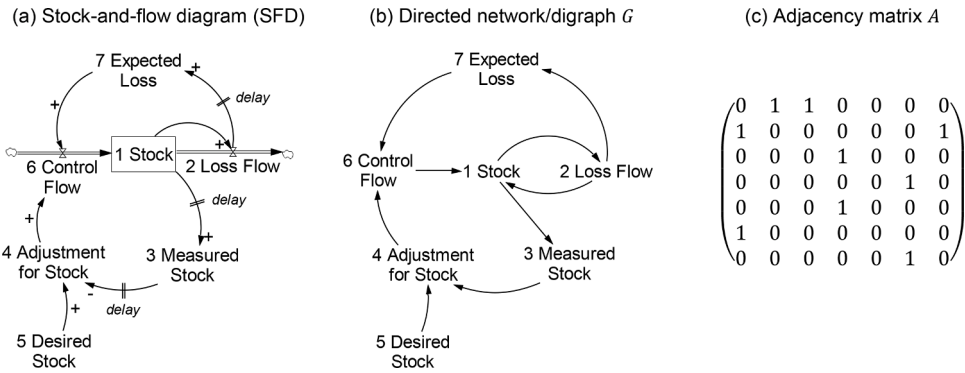 (a) Stock-and-flow diagram (SFD)
7 Expected
Loss
+
delay
+
+
1 Stock
6 Control
Flow
2 Loss Flow
delay
+
+
4 Adjustment
for Stock
3 Measured
Stock
-
delay
+
5 Desired
Stock
(b) Directed network/digraph G
7 Expected
Loss
6 Control
Flow
1 Stock
2 Loss Flow
4 Adjustment
for Stock
3 Measured
Stock
5 Desired
Stock
(c) Adjacency matrix A
0 1 1 0 0 0 0
1 0 0 0 0 0 1
0 0 0 1 0 0 0
0 0 0 0 0 1 0
0 0 0 1 0 0 0
1 0 0 0 0 0 0
0 0 0 0 0 1 0